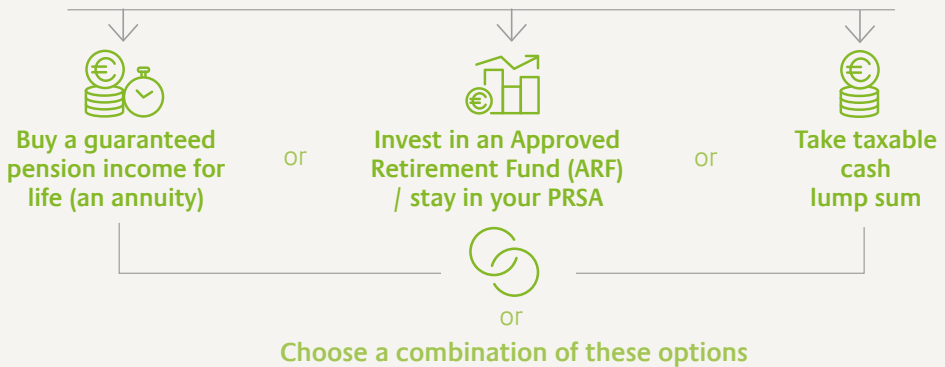 Buy a guaranteed
pension income for
life (an annuity)
or
Invest in an Approved
Retirement Fund (ARF)
/ stay in your PRSA
or
Take taxable
cash
lump sum
or
Choose a combination of these options